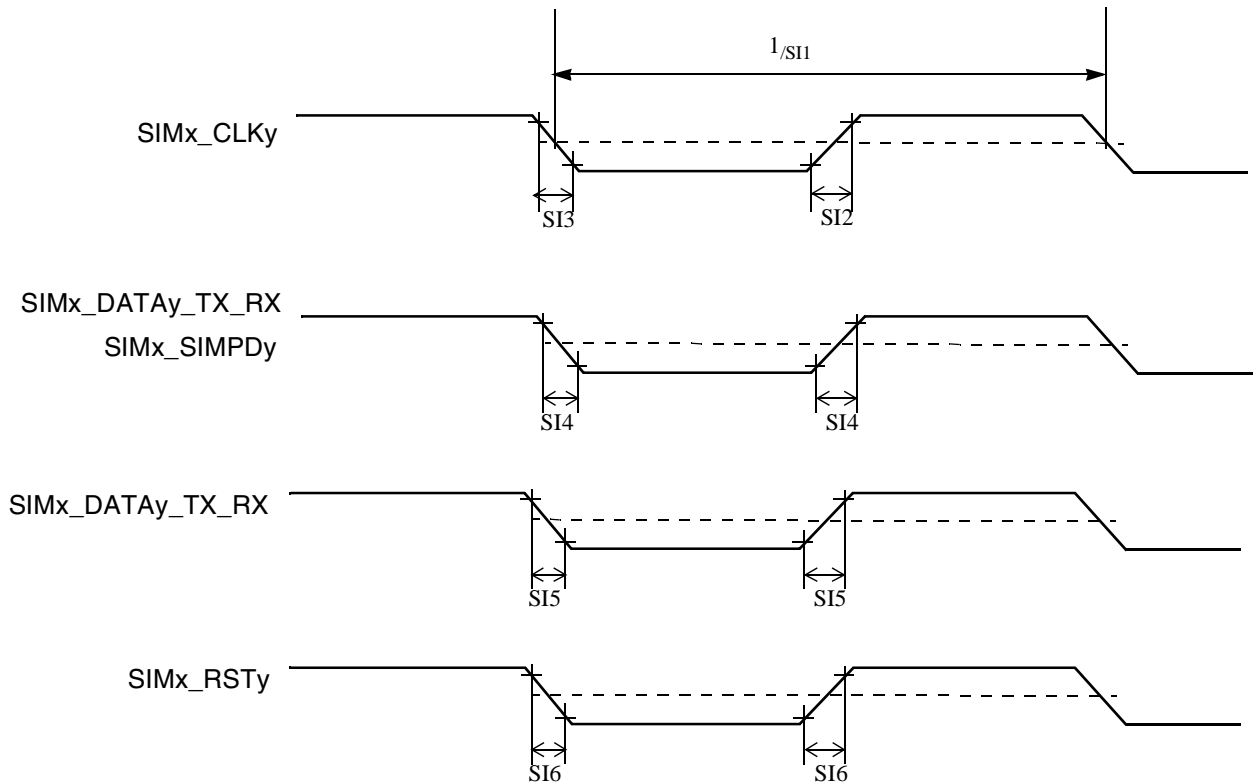 1/SI1
SIMx_CLKy
SI3
SI2
SIMx_DATAy_TX_RX
SIMx_SIMPDy
SI4
SI4
SIMx_DATAy_TX_RX
SI5
SI5
SIMx_RSTy
SI6
SI6